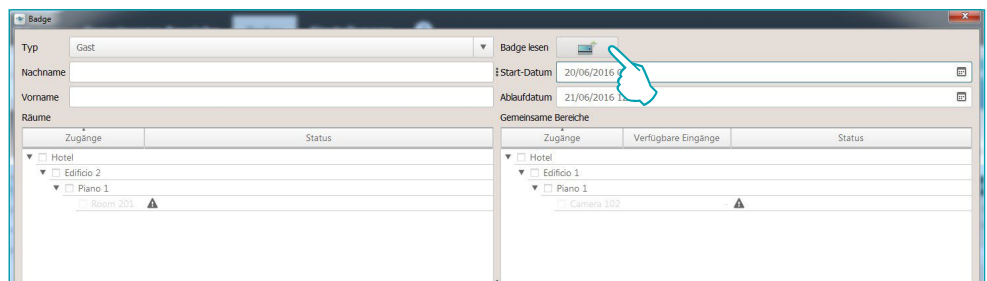 Badge
Typ Gast Badge lesen
Nachname Start-Datum 20/06/2016
Vorname Ablaufdatum 21/06/2016
Räume Gemeinsame Bereiche
Zugänge Status Zugänge Verfügbare Eingänge Status
Hotel Hotel
Edificio 2 Edificio 1
Piano 1 Piano 1
Room 201 Camera 102 -